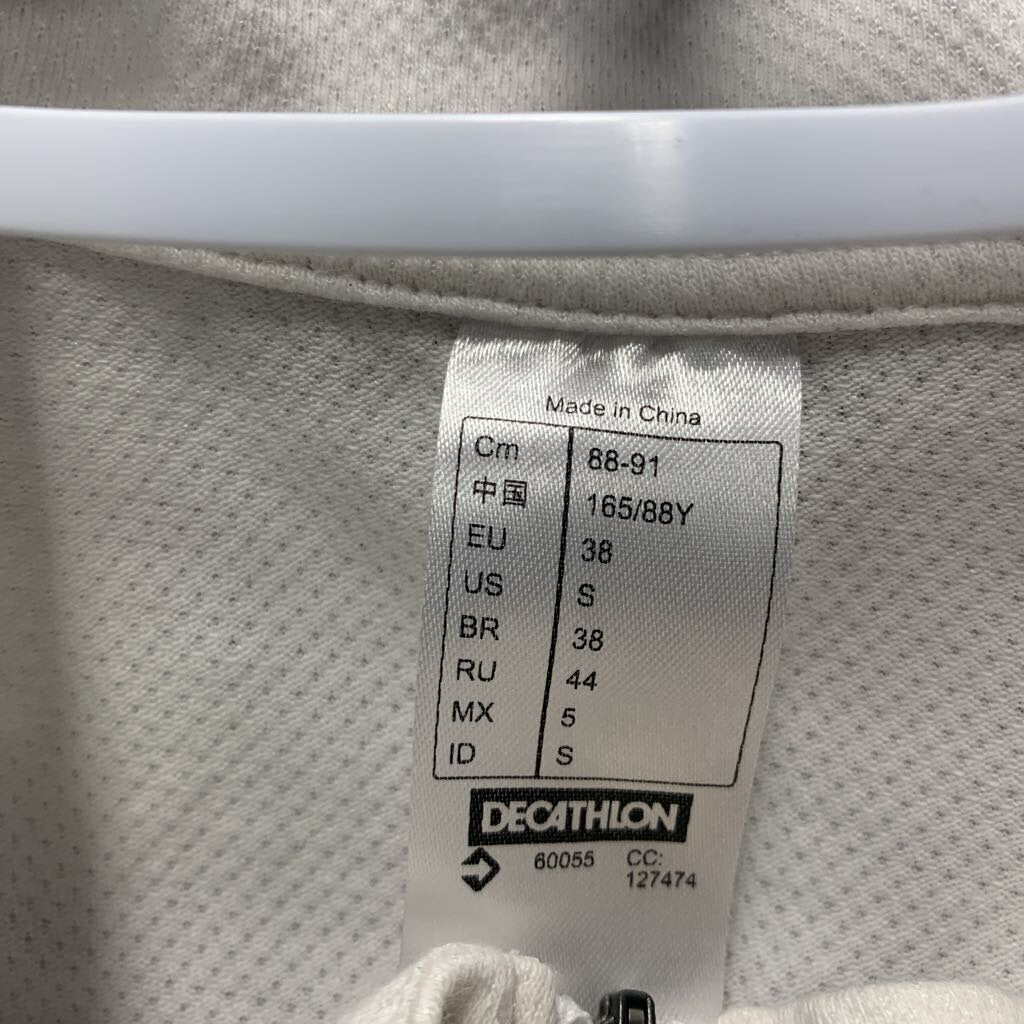 Made in China
Cm 88-91
中国 165/88Y
EU 38
US S
BR 38
RU 44
MX 5
ID S
DECATHLON
60055 CC:
127474